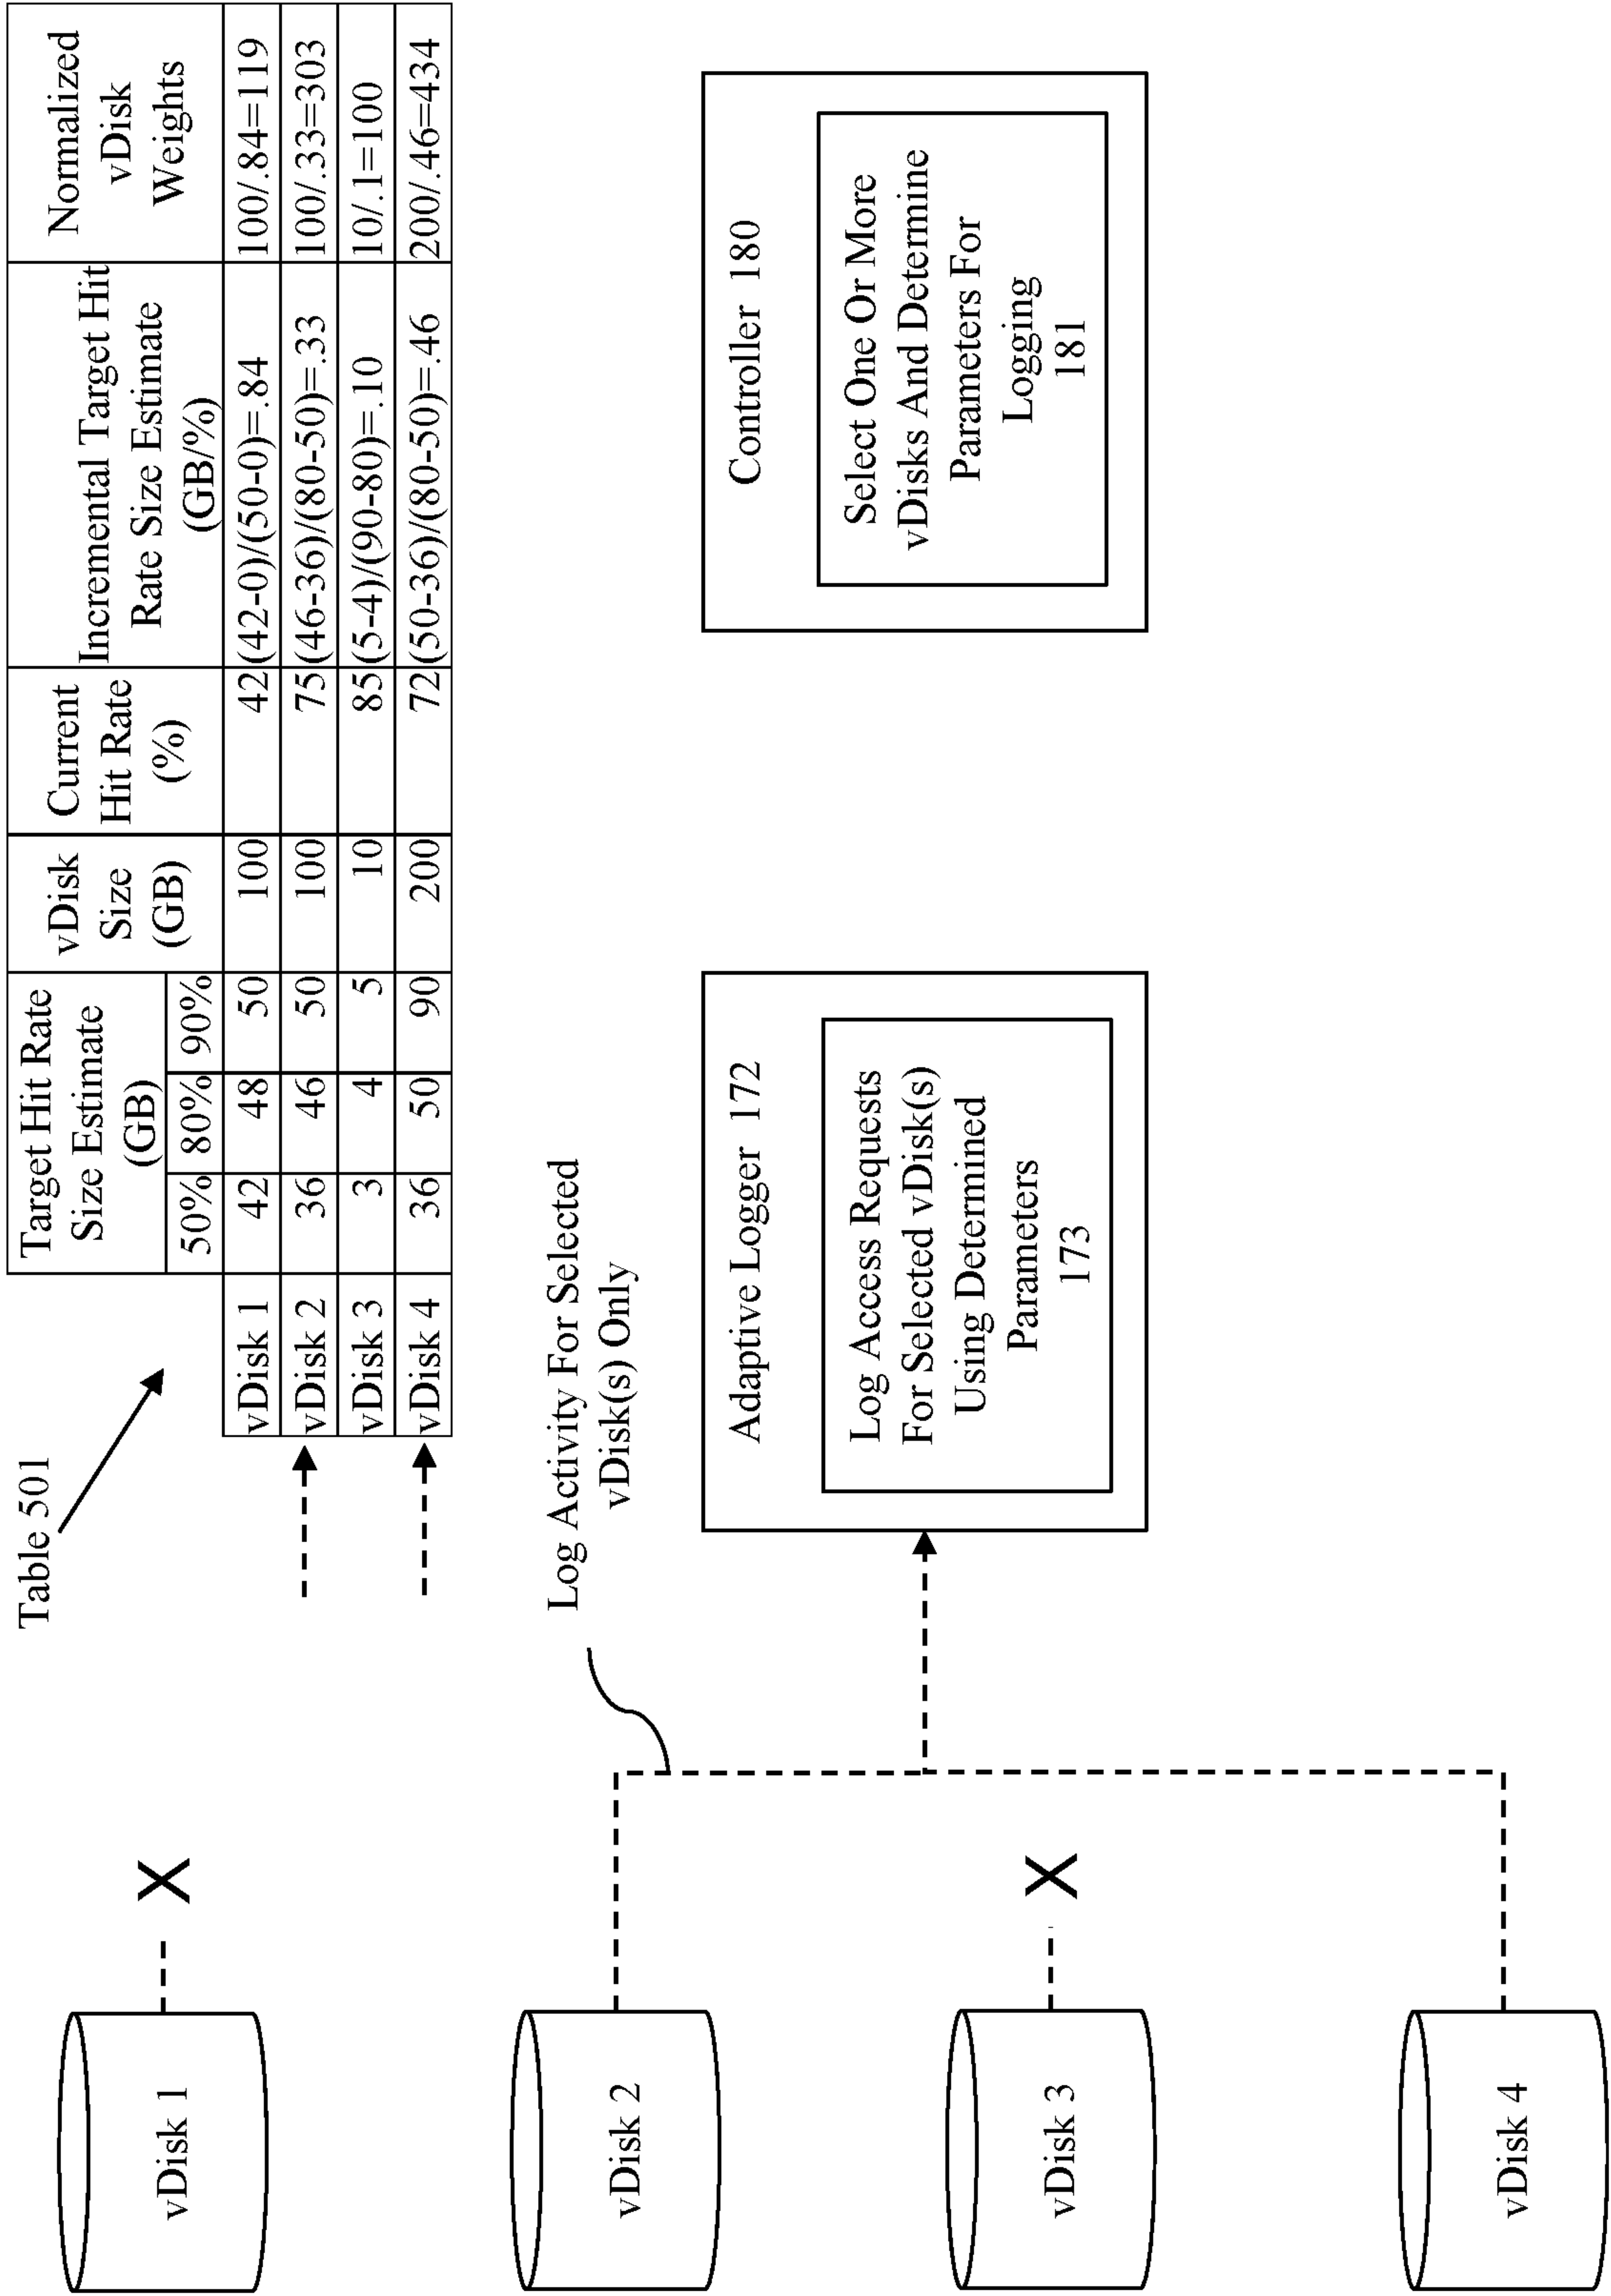 Table 501
Target Hit Rate
Size Estimate
(GB)
vDisk
Size
(GB)
Current
Hit Rate
(%)
Incremental Target Hit
Rate Size Estimate
(GB/%)
Normalized
vDisk
Weights
50% 80% 90%
vDisk 1 42 48 50 100 42 (42-0)/(50-0)=.84 100/.84=119
vDisk 2 36 46 50 100 75 (46-36)/(80-50)=.33 100/.33=303
vDisk 3 3 4 5 10 85 (5-4)/(90-80)=.10 10/.1=100
vDisk 4 36 50 90 200 72 (50-36)/(80-50)=.46 200/.46=434
vDisk 1
X
vDisk 2
vDisk 3
X
vDisk 4
Log Activity For Selected
vDisk(s) Only
Adaptive Logger 172
Log Access Requests
For Selected vDisk(s)
Using Determined
Parameters
173
Controller 180
Select One Or More
vDisks And Determine
Parameters For
Logging
181